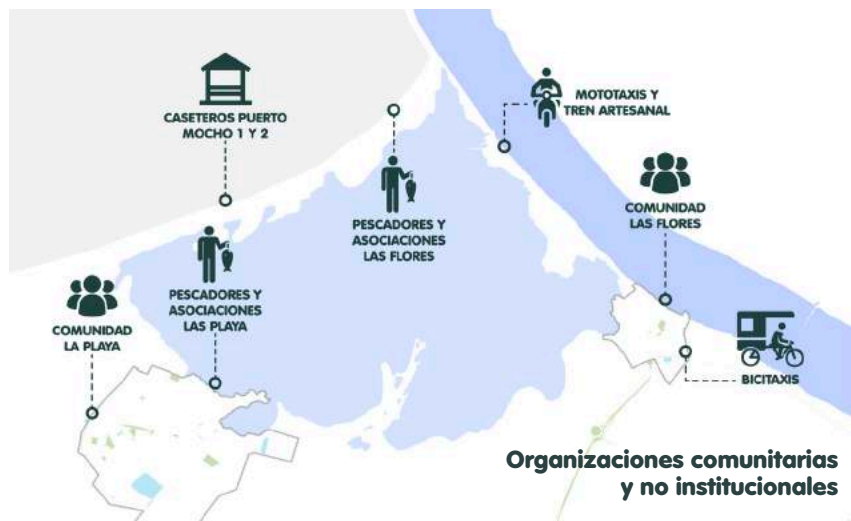 CASETEROS PUERTO
MOCHO 1 Y 2
MOTOTAXIS Y
TREN ARTESANAL
PESCADORES Y
ASOCIACIONES
LAS FLORES
COMUNIDAD
LAS FLORES
PESCADORES Y
ASOCIACIONES
LAS PLAYA
COMUNIDAD
LA PLAYA
BICITAXIS
Organizaciones comunitarias
y no institucionales